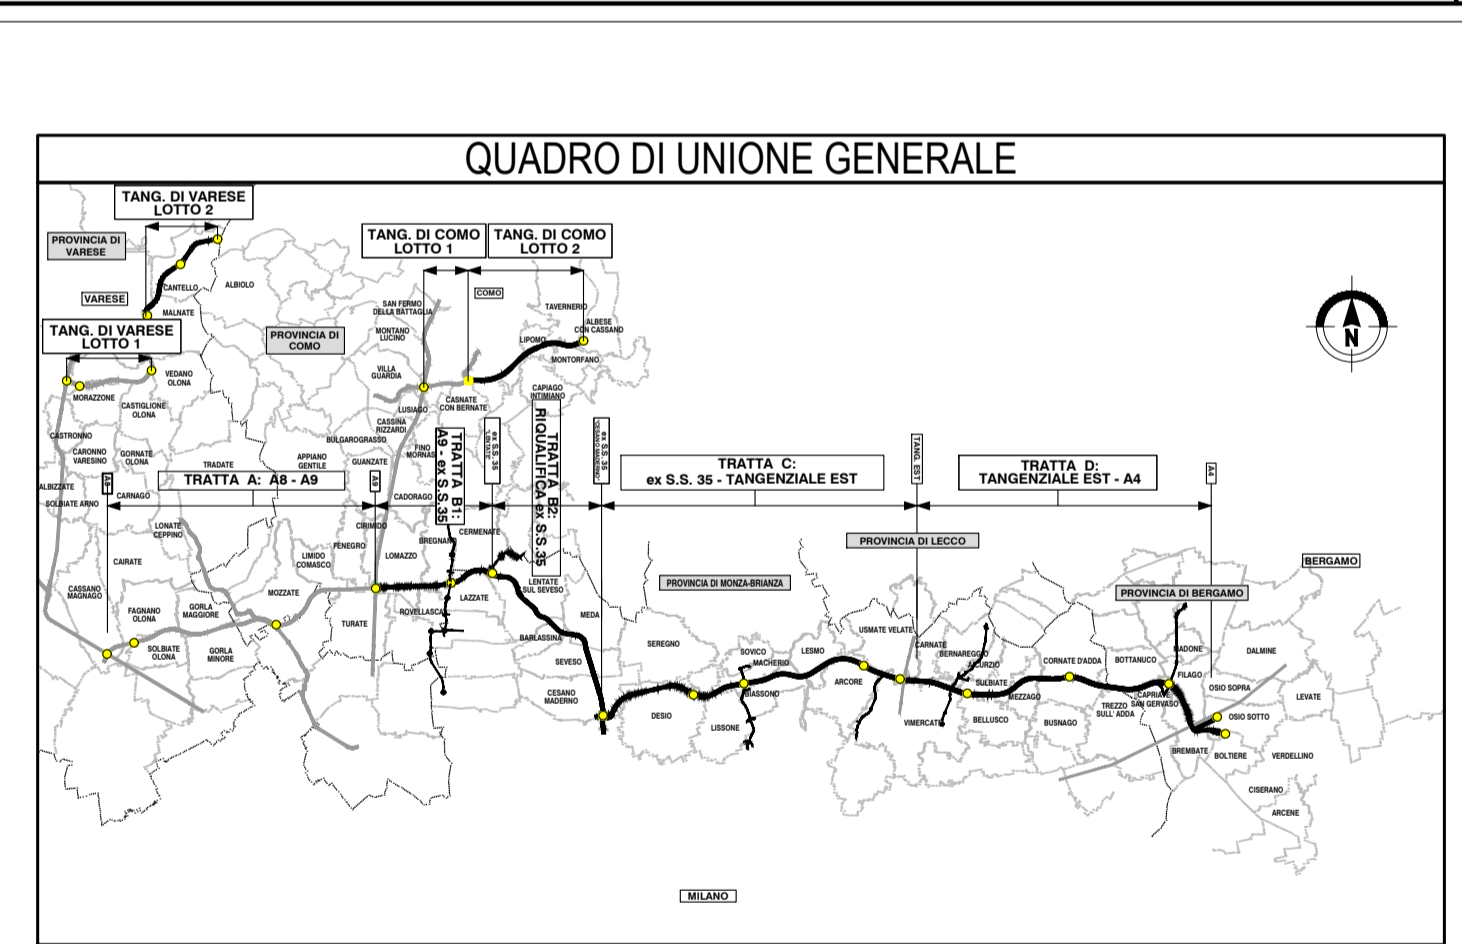 QUADRO DI UNIONE GENERALE
TANG. DI VARESE
LOTTO 2
PROVINCIA DI
VARESE
TANG. DI COMO
LOTTO 1
TANG. DI COMO
LOTTO 2
CANTELLO
ALBIOLO
VARESE
MALNATE
COMO
SAN FERMO
DELLA BATTAGLIA
TAVERNERIO
ALBESE
CON CASSANO
TANG. DI VARESE
LOTTO 1
PROVINCIA DI
COMO
MONTANO
LUCINO
LIPOMO
MONTORFANO
N
VEDANO
OLONA
VILLA
GUARDIA
MORAZZONE
CASTIGLIONE
OLONA
LUSIAGO
CASNATE
CON BERNATE
CAPIAGO
INTIMIANO
CASSINA
RIZZARDI
CASTRONNO
BULGAROGRASSO
CARONNO
VARESINO
GORNATE
OLONA
TRADATE
APPIANO
GENTILE
GUANZATE
FINO
MORNAS
TRATTA B1:
A9 - ex S.S.35
ex S.S. 35
"LENTATE"
TRATTA B2:
RIQUALIFICA ex S.S.35
ex S.S. 35
"CESANO MADERNO"
TANG. EST
A4
TRATTA C:
ex S.S. 35 - TANGENZIALE EST
TRATTA D:
TANGENZIALE EST - A4
ALBIZZATE
A8
TRATTA A: A8 - A9
A9
SOLBIATE ARNO
CARNAGO
CADORAGO
LONATE
CEPPINO
CIRIMIDO
FENEGRO
BREGNAN
CERMENATE
PROVINCIA DI LECCO
LIMIDO
COMASCO
LOMAZZO
CAIRATE
BERGAMO
CASSANO
MAGNAGO
MOZZATE
LAZZATE
LENTATE
SUL SEVESO
PROVINCIA DI MONZA-BRIANZA
PROVINCIA DI BERGAMO
FAGNANO
OLONA
GORLA
MAGGIORE
TURATE
ROVELLASCA
MEDA
BARLASSINA
SEREGNO
USMATE VELATE
SOLBIATE
OLONA
GORLA
MINORE
SEVESO
SOVICO
MACHERIO
LESMO
CARNATE
BERNAREGGIO
AICURZIO
CORNATE D'ADDA
BOTTANUCO
MADONE
DALMINE
FILAGO
CESANO
MADERNO
BIASSONO
ARCORE
SULBIATE
MEZZAGO
CAPRIATE
SAN GERVASO
OSIO SOPRA
LEVATE
DESIO
LISSONE
VIMERCATE
BELLUSCO
BUSNAGO
TREZZO
SULL' ADDA
OSIO SOTTO
BREMBATE
BOLTIERE
VERDELLINO
CISERANO
ARCENE
MILANO